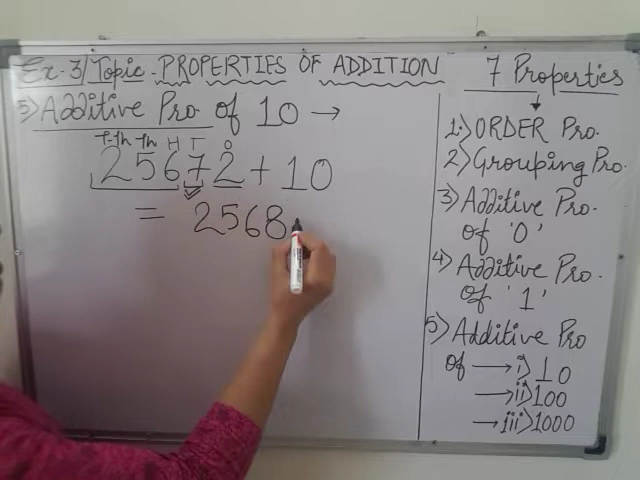 Ex-3/Topic - PROPERTIES OF ADDITION
5) Additive Pro. of 10 →
T-Th Th H T O
25672 + 10
= 2568
7 Properties
1.) ORDER Pro.
2) Grouping Pro.
3) Additive Pro.
of '0'
4) Additive Pro.
of '1'
5) Additive Pro
of → i) 10
→ ii) 100
→ iii) 1000